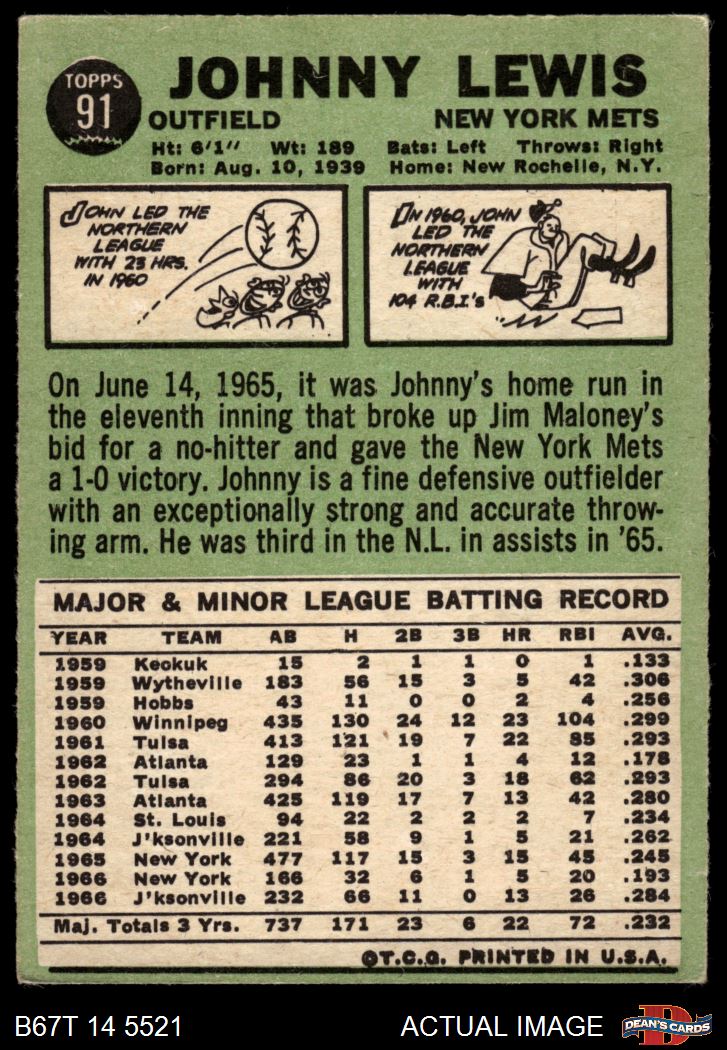 TOPPS
91
JOHNNY LEWIS
OUTFIELD NEW YORK METS
Ht: 6'1" Wt: 189 Bats: Left Throws: Right
Born: Aug. 10, 1939 Home: New Rochelle, N.Y.
JOHN LED THE
NORTHERN
LEAGUE
WITH 23 HRS.
IN 1960
IN 1960, JOHN
LED THE
NORTHERN
LEAGUE
WITH
104 R.B.I.'s
On June 14, 1965, it was Johnny's home run in
the eleventh inning that broke up Jim Maloney's
bid for a no-hitter and gave the New York Mets
a 1-0 victory. Johnny is a fine defensive outfielder
with an exceptionally strong and accurate throw-
ing arm. He was third in the N.L. in assists in '65.
MAJOR & MINOR LEAGUE BATTING RECORD
YEAR TEAM AB H 2B 3B HR RBI AVG.
1959 Keokuk 15 2 1 1 0 1 .133
1959 Wytheville 183 56 15 3 5 42 .306
1959 Hobbs 43 11 0 0 2 4 .256
1960 Winnipeg 435 130 24 12 23 104 .299
1961 Tulsa 413 121 19 7 22 85 .293
1962 Atlanta 129 23 1 1 4 12 .178
1962 Tulsa 294 86 20 3 18 62 .293
1963 Atlanta 425 119 17 7 13 42 .280
1964 St. Louis 94 22 2 2 2 7 .234
1964 J'ksonville 221 58 9 1 5 21 .262
1965 New York 477 117 15 3 15 45 .245
1966 New York 166 32 6 1 5 20 .193
1966 J'ksonville 232 66 11 0 13 26 .284
Maj. Totals 3 Yrs. 737 171 23 6 22 72 .232
©T.C.G. PRINTED IN U.S.A.
B67T 14 5521 ACTUAL IMAGE
D
DEAN'S CARDS